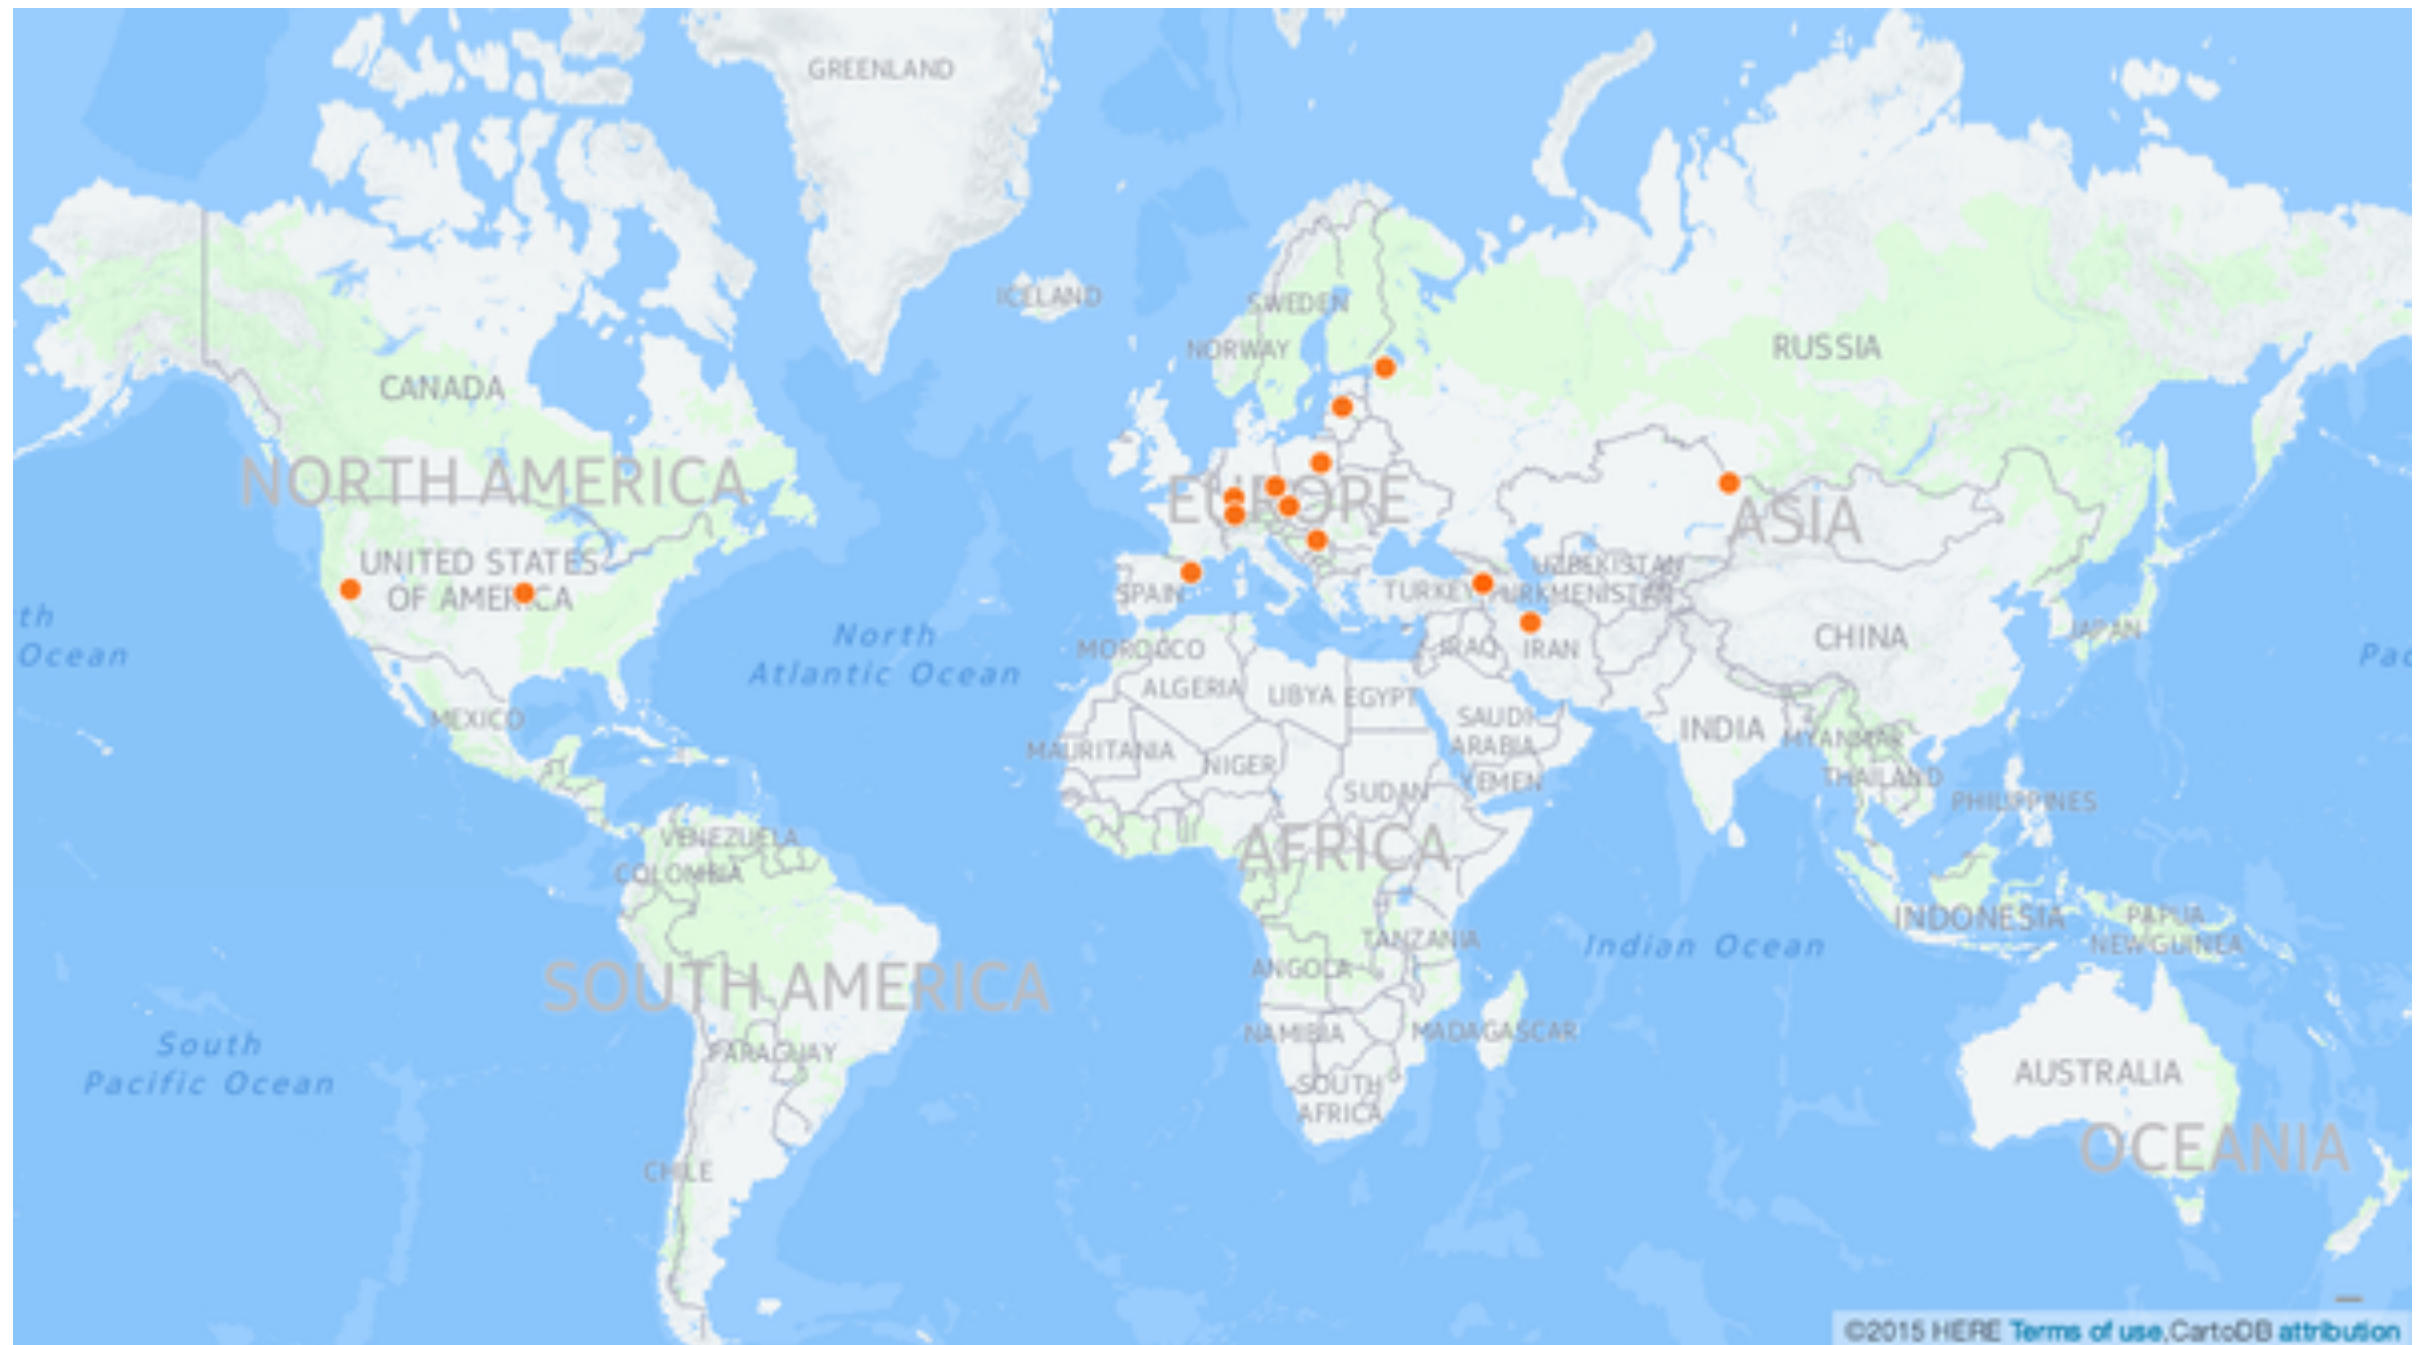 GREENLAND
ICELAND
SWEDEN
NORWAY
RUSSIA
CANADA
NORTH AMERICA
EUROPE
ASIA
UNITED STATES
OF AMERICA
SPAIN
TURKEY
UZBEKISTAN
TURKMENISTAN
North
Atlantic Ocean
th
Ocean
MOROCCO
IRAQ
IRAN
CHINA
JAPAN
Pac
ALGERIA
LIBYA
EGYPT
MEXICO
SAUDI
ARABIA
INDIA
MYANMAR
MAURITANIA
NIGER
SUDAN
YEMEN
THAILAND
PHILIPPINES
VENEZUELA
COLOMBIA
AFRICA
TANZANIA
Indian Ocean
INDONESIA
PAPUA
NEW GUINEA
ANGOLA
SOUTH AMERICA
NAMIBIA
MADAGASCAR
South
Pacific Ocean
PARAGUAY
SOUTH
AFRICA
AUSTRALIA
OCEANIA
CHILE
©2015 HERE Terms of use,CartoDB attribution